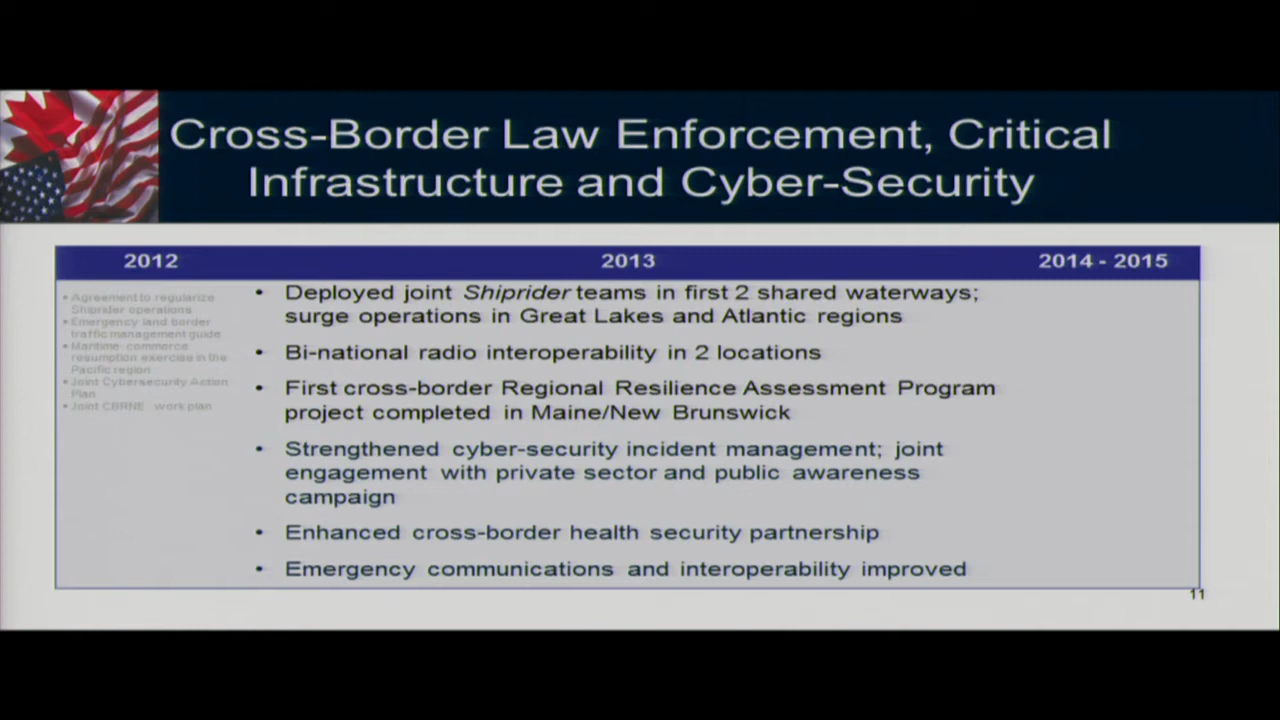 Cross-Border Law Enforcement, Critical
Infrastructure and Cyber-Security
2012
2013
2014 - 2015
• Agreement to regularize
Shiprider operations
• Emergency land border
traffic management guide
• Maritime commerce
resumption exercise in the
Pacific region
• Joint Cybersecurity Action
Plan
• Joint CBRNE work plan
• Deployed joint Shiprider teams in first 2 shared waterways;
surge operations in Great Lakes and Atlantic regions
• Bi-national radio interoperability in 2 locations
• First cross-border Regional Resilience Assessment Program
project completed in Maine/New Brunswick
• Strengthened cyber-security incident management; joint
engagement with private sector and public awareness
campaign
• Enhanced cross-border health security partnership
• Emergency communications and interoperability improved
11